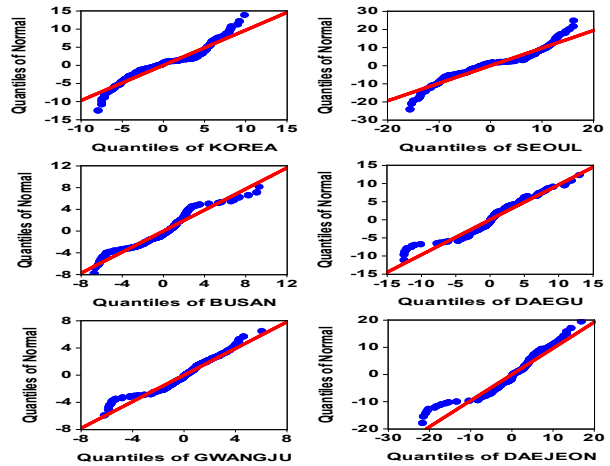 Quantiles of Normal
15
10
5
0
-5
-10
-15
-10 -5 0 5 10 15
Quantiles of KOREA
Quantiles of Normal
30
20
10
0
-10
-20
-30
-20 -10 0 10 20
Quantiles of SEOUL
Quantiles of Normal
12
8
4
0
-4
-8
-8 -4 0 4 8 12
Quantiles of BUSAN
Quantiles of Normal
15
10
5
0
-5
-10
-15
-15 -10 -5 0 5 10 15
Quantiles of DAEGU
Quantiles of Normal
8
4
0
-4
-8
-8 -4 0 4 8
Quantiles of GWANGJU
Quantiles of Normal
20
10
0
-10
-20
-30 -20 -10 0 10 20
Quantiles of DAEJEON